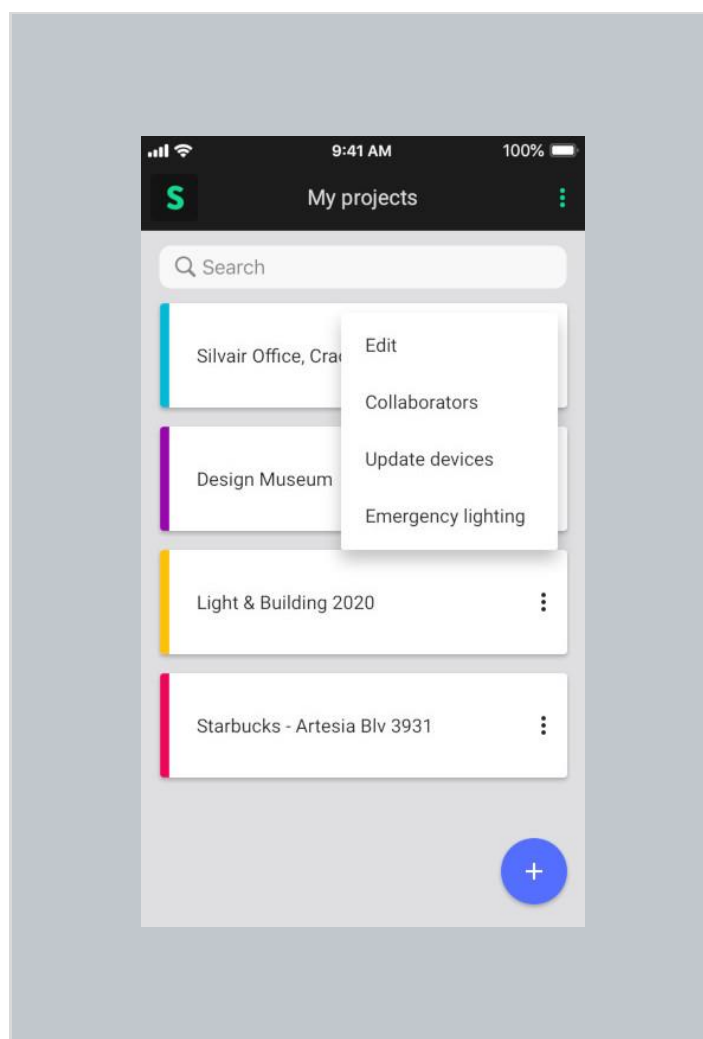 9:41 AM
100%
S
My projects
Search
Silvair Office,
Edit
Collaborators
Design Museum
Update devices
Emergency lighting
Light & Building 2020
Starbucks - Artesia Blv 3931
+